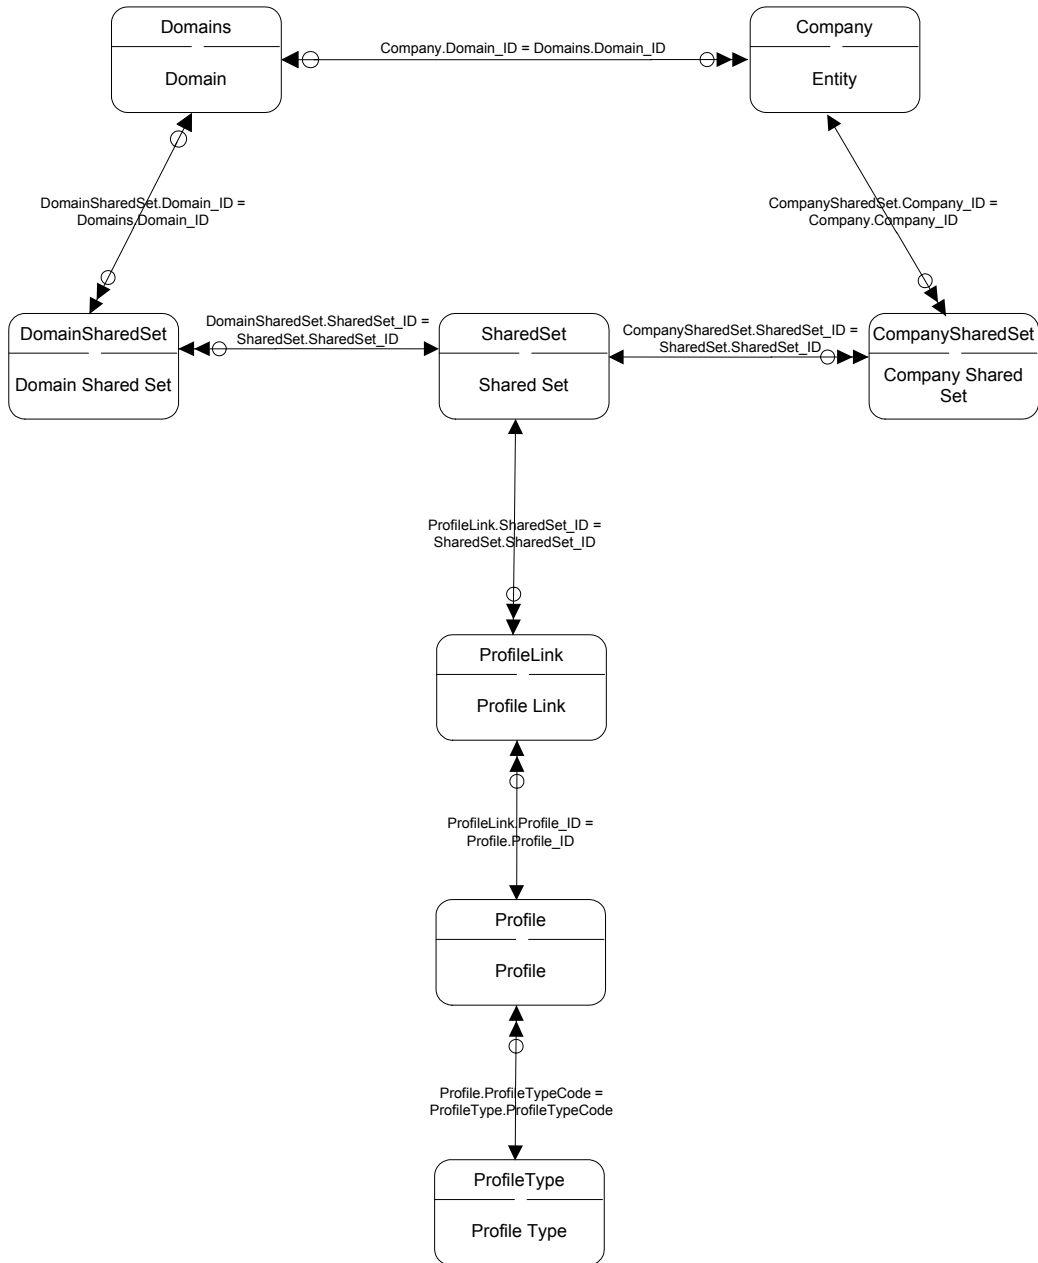 Domains
Domain
Company.Domain_ID = Domains.Domain_ID
Company
Entity
DomainSharedSet.Domain_ID =
Domains.Domain_ID
CompanySharedSet.Company_ID =
Company.Company_ID
DomainSharedSet
Domain Shared Set
DomainSharedSet.SharedSet_ID =
SharedSet.SharedSet_ID
SharedSet
Shared Set
CompanySharedSet.SharedSet_ID =
SharedSet.SharedSet_ID
CompanySharedSet
Company Shared
Set
ProfileLink.SharedSet_ID =
SharedSet.SharedSet_ID
ProfileLink
Profile Link
ProfileLink.Profile_ID =
Profile.Profile_ID
Profile
Profile
Profile.ProfileTypeCode =
ProfileType.ProfileTypeCode
ProfileType
Profile Type